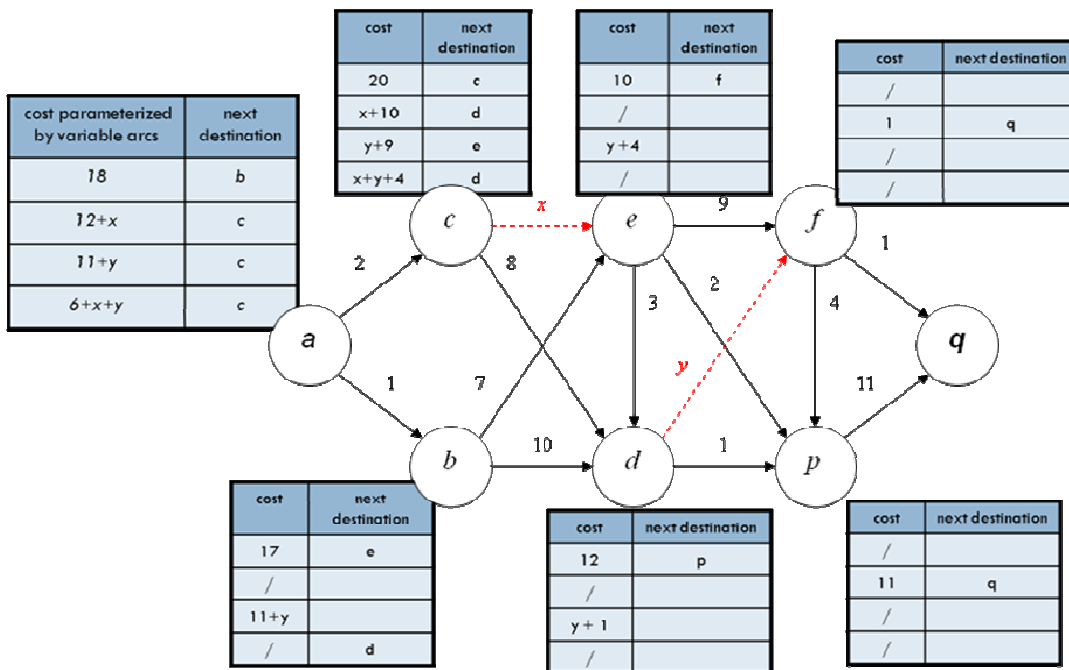 cost next destination
20 c
x+10 d
y+9 e
x+y+4 d
cost next destination
10 f
/
y+4
/
cost next destination
/
1 q
/
/
cost parameterized by variable arcs next destination
18 b
12+x c
11+y c
6+x+y c
c
x
e
9
f
2
8
2
1
3
4
a
q
1
7
y
11
b
10
d
1
p
cost next destination
17 e
/
11+y
/ d
cost next destination
12 p
/
y + 1
/
cost next destination
/
11 q
/
/